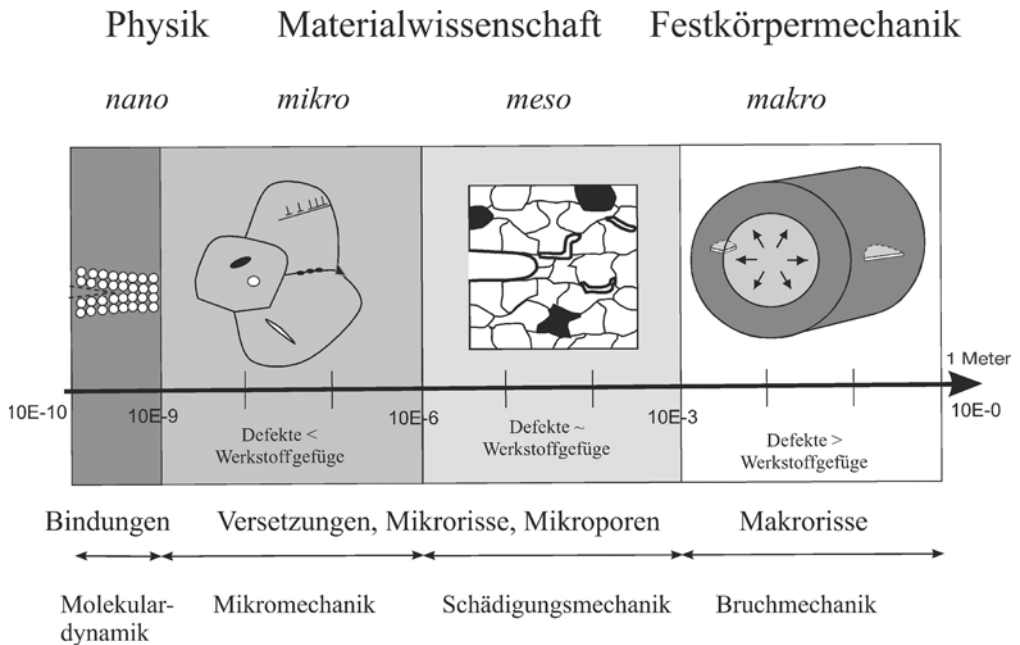 Physik Materialwissenschaft Festkörpermechanik
nano mikro meso makro
1 Meter
10E-10 10E-9 10E-6 10E-3 10E-0
Defekte < Defekte ~ Defekte >
Werkstoffgefüge Werkstoffgefüge Werkstoffgefüge
Bindungen Versetzungen, Mikrorisse, Mikroporen Makrorisse
Molekular- Mikromechanik Schädigungsmechanik Bruchmechanik
dynamik